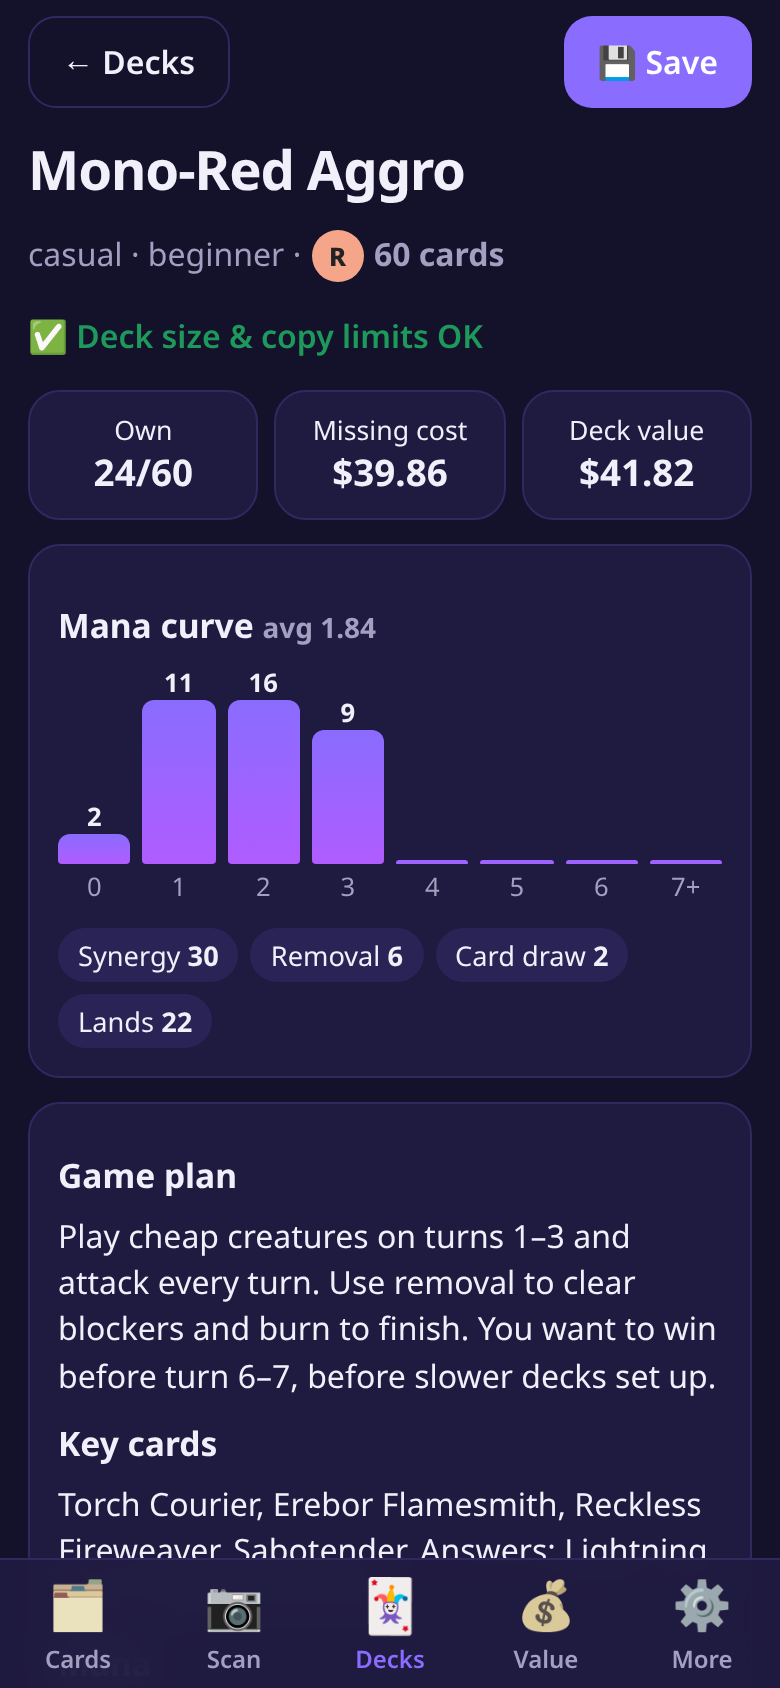 ← Decks
Save
Mono-Red Aggro
casual · beginner · R 60 cards
Deck size & copy limits OK
Own
24/60
Missing cost
$39.86
Deck value
$41.82
Mana curve avg 1.84
2 11 16 9
0 1 2 3 4 5 6 7+
Synergy 30
Removal 6
Card draw 2
Lands 22
Game plan
Play cheap creatures on turns 1–3 and
attack every turn. Use removal to clear
blockers and burn to finish. You want to win
before turn 6–7, before slower decks set up.
Key cards
Torch Courier, Erebor Flamesmith, Reckless
Fireweaver, Sabotender. Answers: Lightning
Cards
Scan
Decks
Value
More